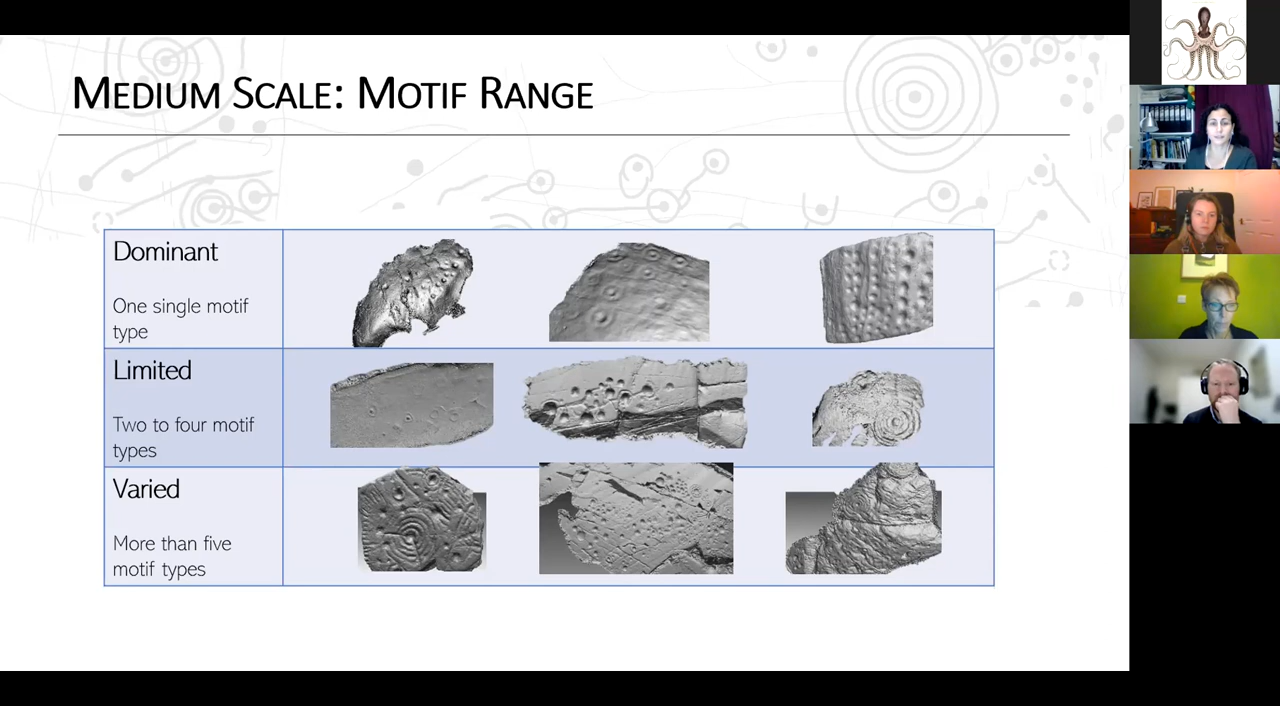 MEDIUM SCALE: MOTIF RANGE
Dominant
One single motif
type
Limited
Two to four motif
types
Varied
More than five
motif types